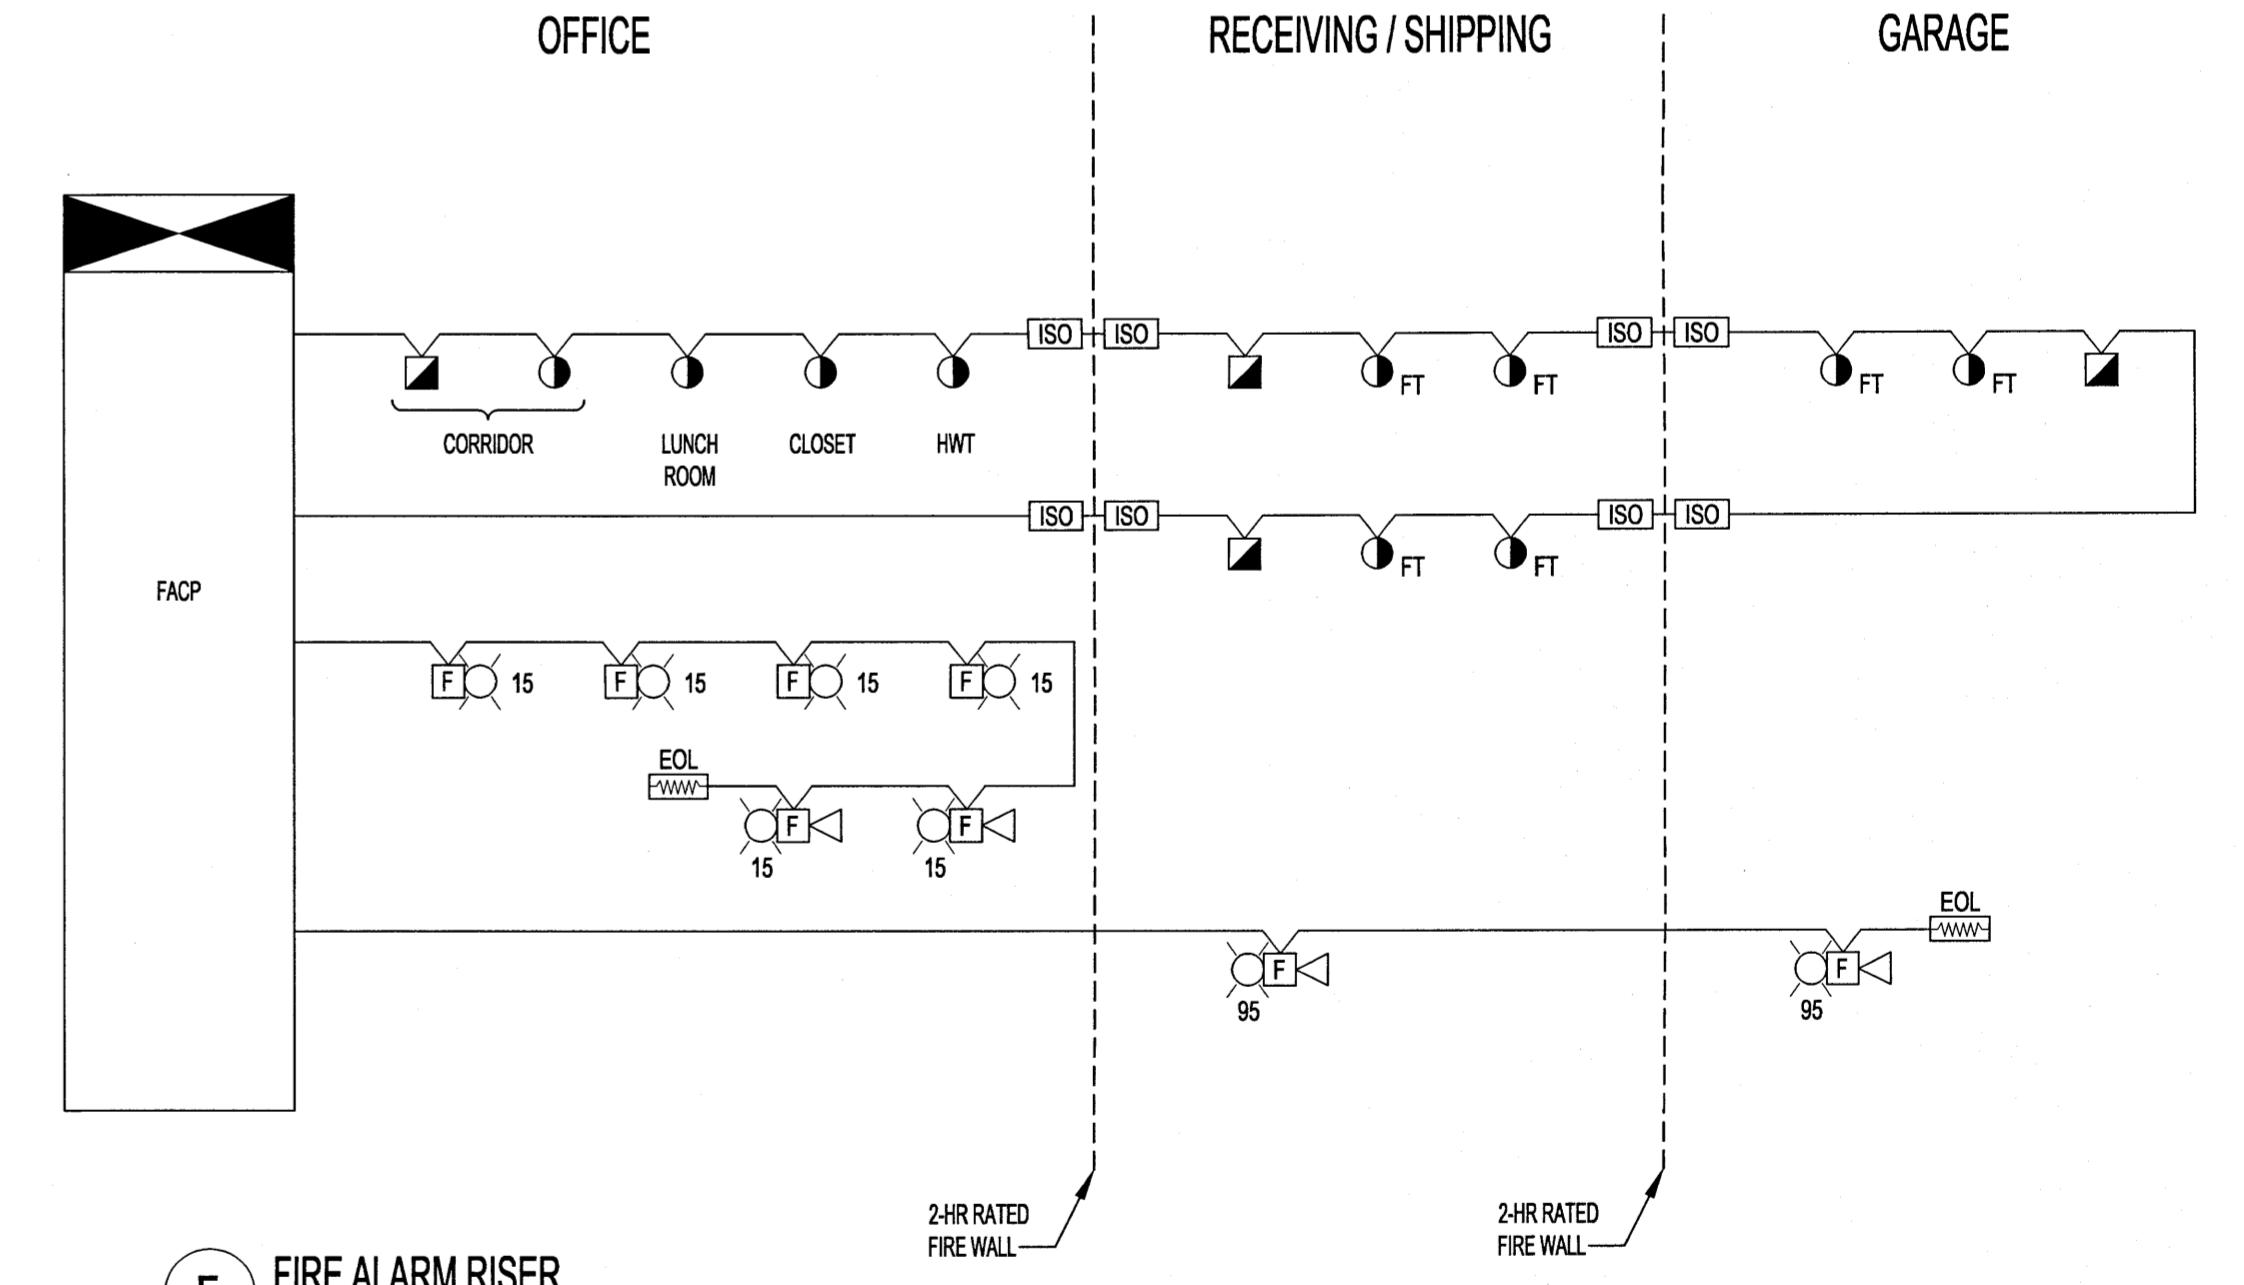 OFFICE
RECEIVING / SHIPPING
GARAGE
ISO ISO ISO ISO
FT FT FT FT
CORRIDOR LUNCH CLOSET HWT
ROOM
ISO ISO ISO ISO
FT FT
FACP
F 15 F 15 F 15 F 15
EOL
F F
15 15
EOL
F F
95 95
2-HR RATED
FIRE WALL
2-HR RATED
FIRE WALL
FIRE ALARM RISER